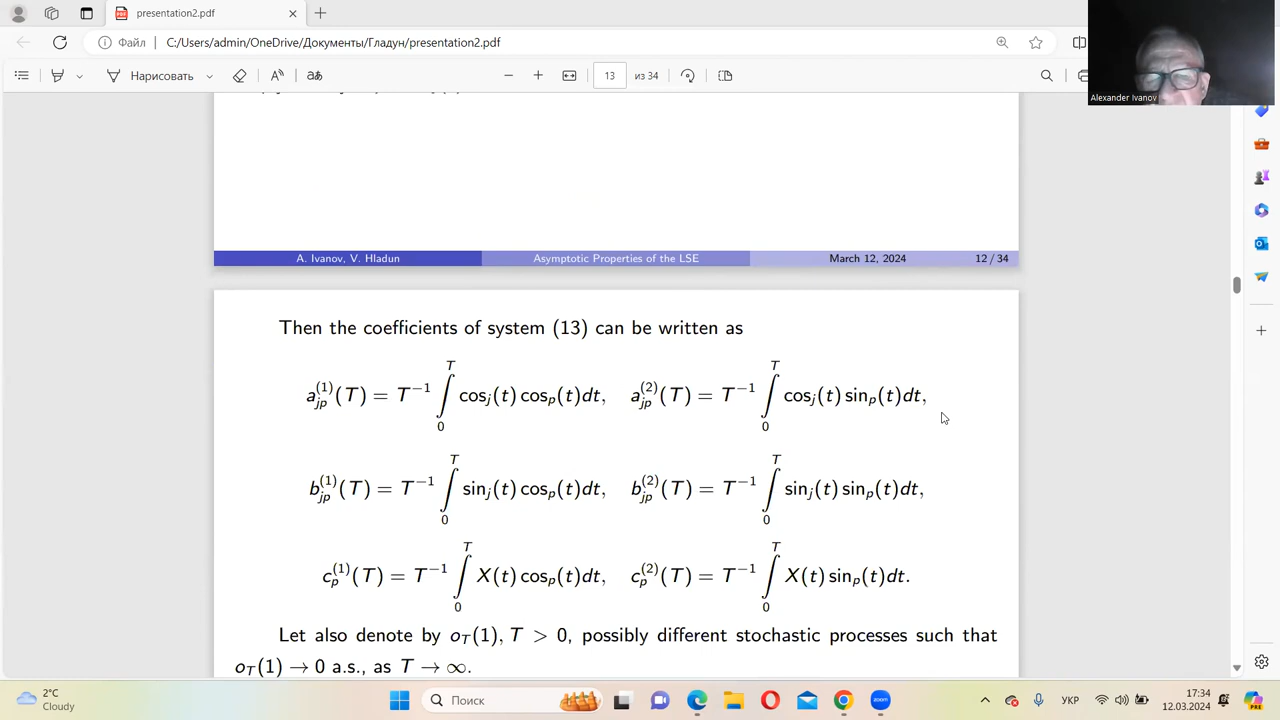 presentation2.pdf
Файл
C:/Users/admin/OneDrive/Документы/Гладун/presentation2.pdf
Нарисовать
13 из 34
Alexander Ivanov
A. Ivanov, V. Hladun Asymptotic Properties of the LSE March 12, 2024 12 / 34
Then the coefficients of system (13) can be written as
a_{jp}^{(1)}(T) = T^{-1} \int_0^T cos_j(t) cos_p(t)dt, a_{jp}^{(2)}(T) = T^{-1} \int_0^T cos_j(t) sin_p(t)dt,
b_{jp}^{(1)}(T) = T^{-1} \int_0^T sin_j(t) cos_p(t)dt, b_{jp}^{(2)}(T) = T^{-1} \int_0^T sin_j(t) sin_p(t)dt,
c_p^{(1)}(T) = T^{-1} \int_0^T X(t) cos_p(t)dt, c_p^{(2)}(T) = T^{-1} \int_0^T X(t) sin_p(t)dt.
Let also denote by o_T(1), T > 0, possibly different stochastic processes such that
o_T(1) → 0 a.s., as T → ∞.
2°C
Cloudy
Поиск
УКР
17:34
12.03.2024